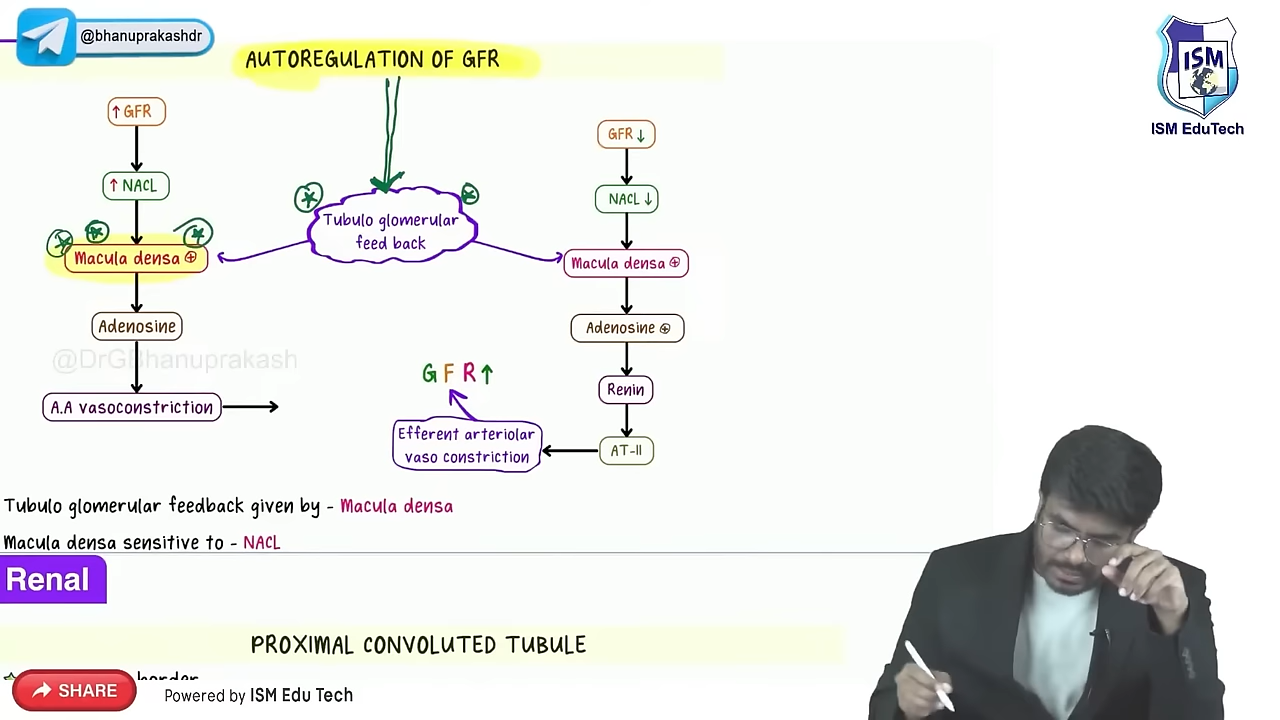 @bhanuprakashdr
AUTOREGULATION OF GFR
ISM
ISM EduTech
↑ GFR
↑ NACL
Macula densa ⊕
Adenosine
A.A vasoconstriction
Tubulo glomerular
feed back
GFR ↓
NACL ↓
Macula densa ⊕
Adenosine ⊕
Renin
AT-II
Efferent arteriolar
vaso constriction
GFR↑
@DrGBhanuprakash
Tubulo glomerular feedback given by - Macula densa
Macula densa sensitive to - NACL
Renal
PROXIMAL CONVOLUTED TUBULE
border
SHARE
Powered by ISM Edu Tech